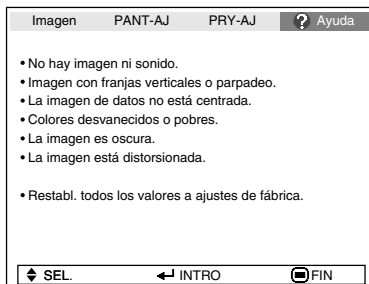 Imagen PANT-AJ PRY-AJ ? Ayuda
• No hay imagen ni sonido.
• Imagen con franjas verticales o parpadeo.
• La imagen de datos no está centrada.
• Colores desvanecidos o pobres.
• La imagen es oscura.
• La imagen está distorsionada.
• Restabl. todos los valores a ajustes de fábrica.
SEL. INTRO FIN